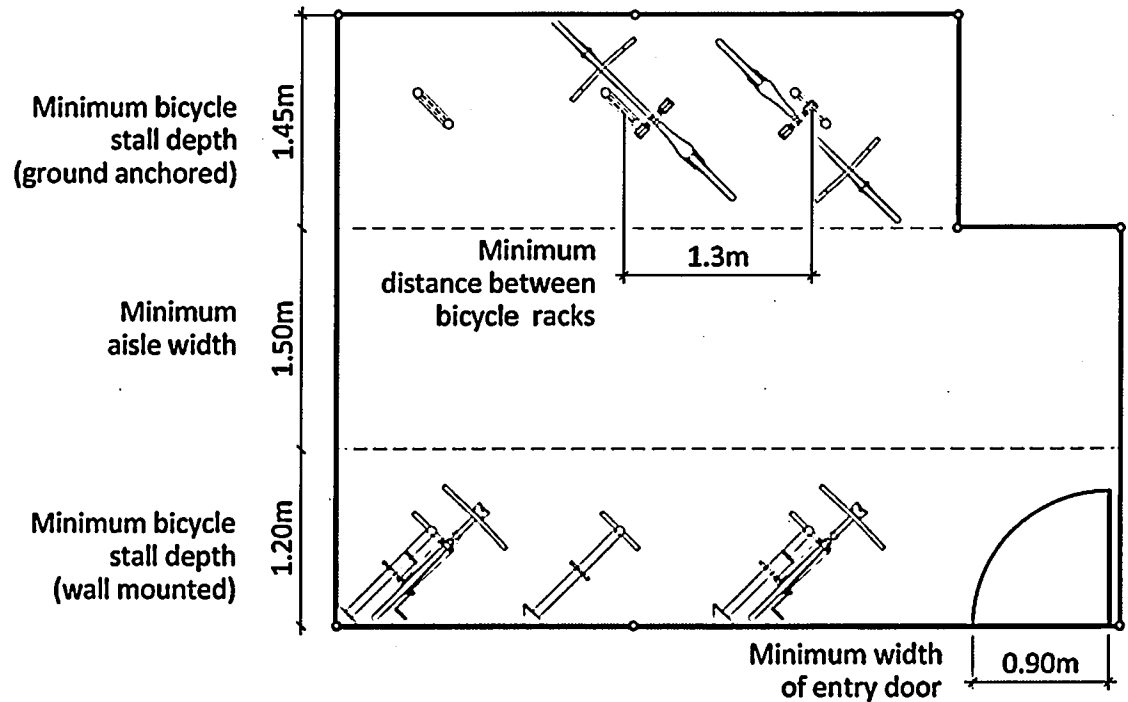 Minimum bicycle
stall depth
(ground anchored)
1.45m
Minimum
distance between
bicycle racks
1.3m
Minimum
aisle width
1.50m
Minimum bicycle
stall depth
(wall mounted)
1.20m
Minimum width
of entry door
0.90m